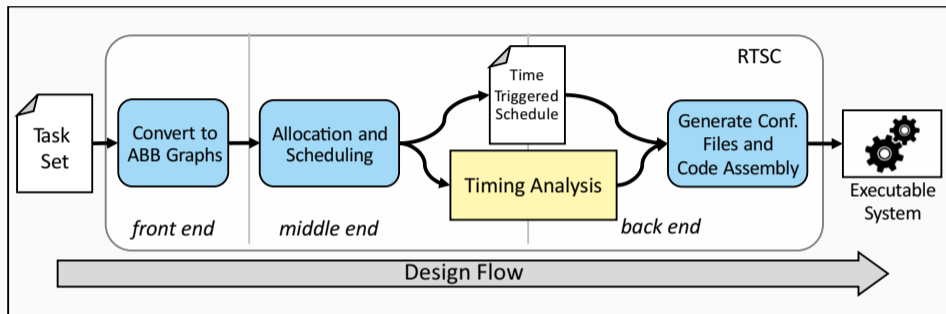 RTSC
Task
Set
Convert to
ABB Graphs
Allocation and
Scheduling
Time
Triggered
Schedule
Timing Analysis
Generate Conf.
Files and
Code Assembly
Executable
System
front end
middle end
back end
Design Flow